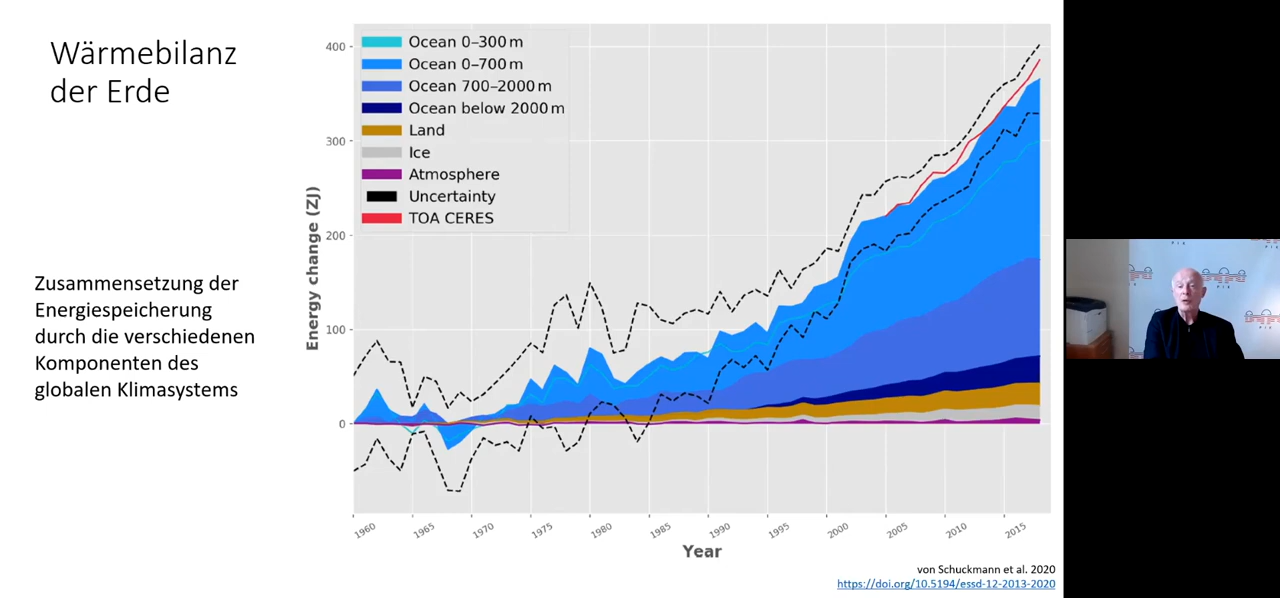 Wärmebilanz
der Erde
Zusammensetzung der
Energiespeicherung
durch die verschiedenen
Komponenten des
globalen Klimasystems
Ocean 0–300 m
Ocean 0–700 m
Ocean 700–2000 m
Ocean below 2000 m
Land
Ice
Atmosphere
Uncertainty
TOA CERES
Energy change (ZJ)
400
300
200
100
0
1960
1965
1970
1975
1980
1985
1990
1995
2000
2005
2010
2015
Year
von Schuckmann et al. 2020
https://doi.org/10.5194/essd-12-2013-2020
PIK
PIK